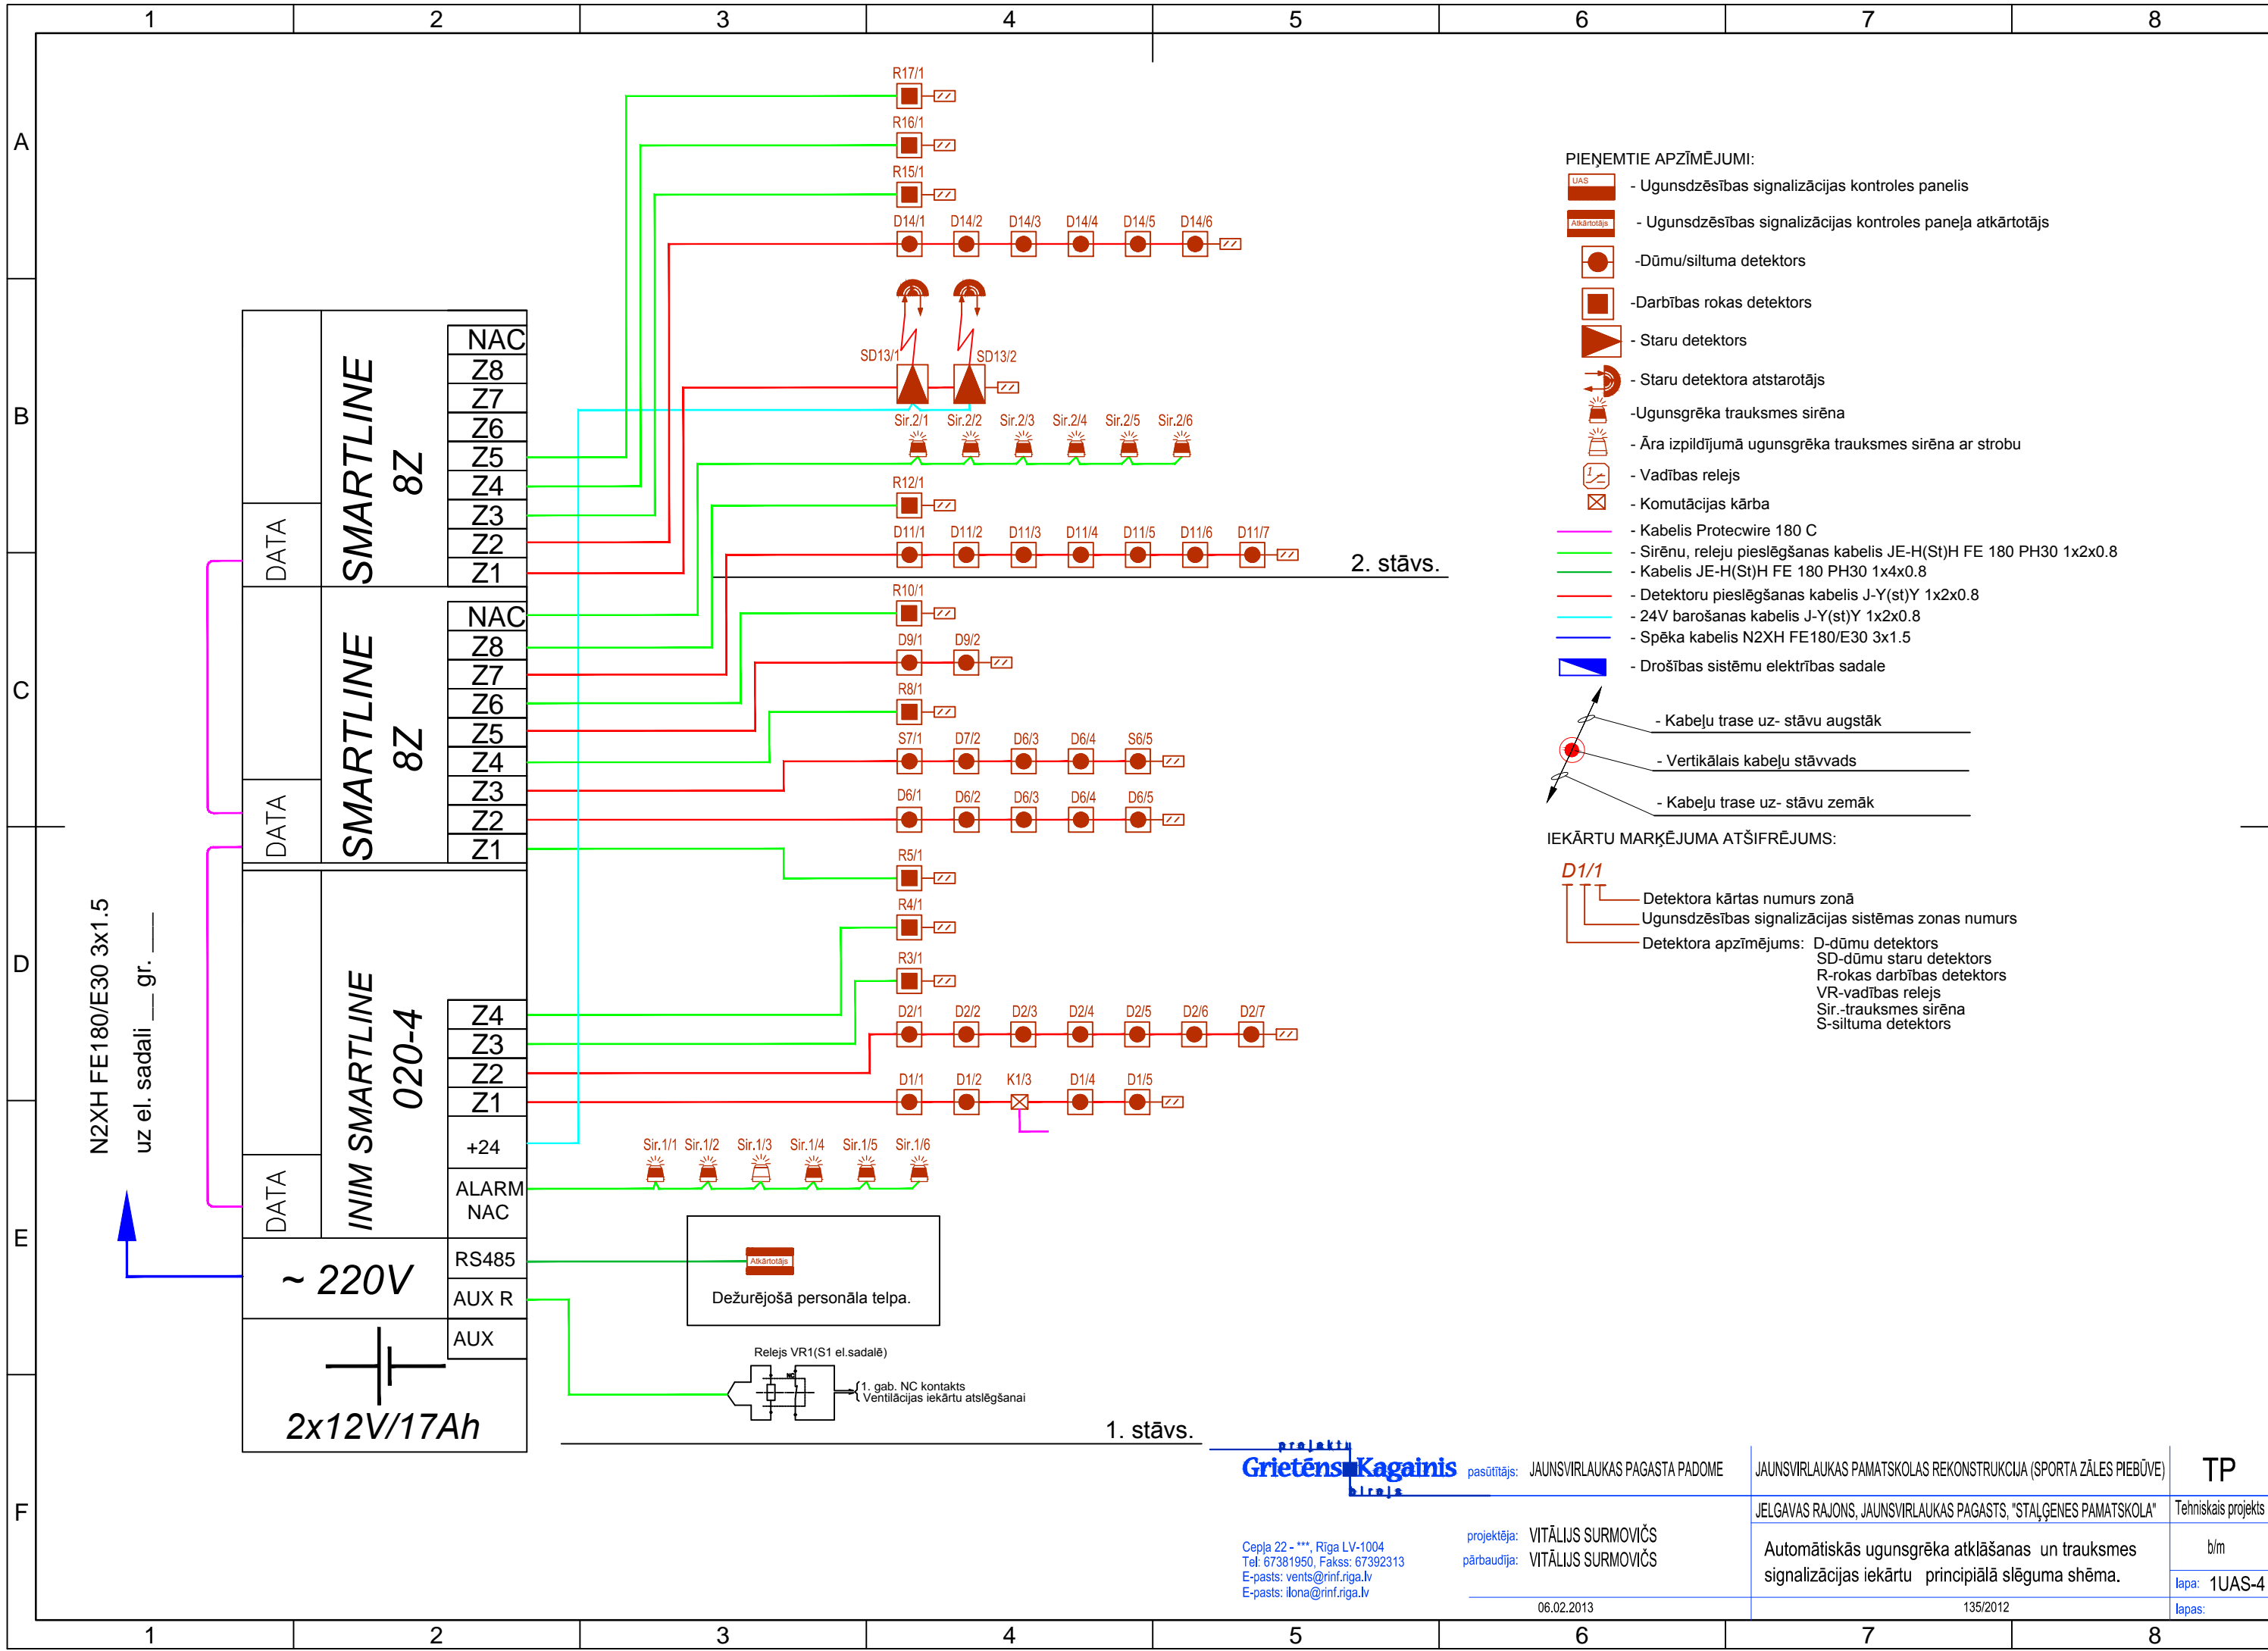 1 2 3 4 5 6 7 8
A
B
C
D
E
F
R17/1
R16/1
R15/1
D14/1 D14/2 D14/3 D14/4 D14/5 D14/6
SD13/1 SD13/2
Sir.2/1 Sir.2/2 Sir.2/3 Sir.2/4 Sir.2/5 Sir.2/6
R12/1
D11/1 D11/2 D11/3 D11/4 D11/5 D11/6 D11/7
2. stāvs.
R10/1
D9/1 D9/2
R8/1
S7/1 D7/2 D6/3 D6/4 S6/5
D6/1 D6/2 D6/3 D6/4 D6/5
R5/1
R4/1
R3/1
D2/1 D2/2 D2/3 D2/4 D2/5 D2/6 D2/7
D1/1 D1/2 K1/3 D1/4 D1/5
Sir.1/1 Sir.1/2 Sir.1/3 Sir.1/4 Sir.1/5 Sir.1/6
Atkārtotājs
Dežurējošā personāla telpa.
Relejs VR1(S1 el.sadalē)
NC
1. gab. NC kontakts
Ventilācijas iekārtu atslēgšanai
1. stāvs.
DATA
SMARTLINE
8Z
NAC
Z8
Z7
Z6
Z5
Z4
Z3
Z2
Z1
DATA
SMARTLINE
8Z
NAC
Z8
Z7
Z6
Z5
Z4
Z3
Z2
Z1
DATA
INIM SMARTLINE
020-4
Z4
Z3
Z2
Z1
+24
ALARM
NAC
RS485
AUX R
AUX
~ 220V
2x12V/17Ah
N2XH FE180/E30 3x1.5
uz el. sadali ___ gr. ____
PIEŅEMTIE APZĪMĒJUMI:
UAS
- Ugunsdzēsības signalizācijas kontroles panelis
Atkārtotājs
- Ugunsdzēsības signalizācijas kontroles paneļa atkārtotājs
-Dūmu/siltuma detektors
-Darbības rokas detektors
- Staru detektors
- Staru detektora atstarotājs
-Ugunsgrēka trauksmes sirēna
- Āra izpildījumā ugunsgrēka trauksmes sirēna ar strobu
1
- Vadības relejs
- Komutācijas kārba
- Kabelis Protecwire 180 C
- Sirēnu, releju pieslēgšanas kabelis JE-H(St)H FE 180 PH30 1x2x0.8
- Kabelis JE-H(St)H FE 180 PH30 1x4x0.8
- Detektoru pieslēgšanas kabelis J-Y(st)Y 1x2x0.8
- 24V barošanas kabelis J-Y(st)Y 1x2x0.8
- Spēka kabelis N2XH FE180/E30 3x1.5
- Drošības sistēmu elektrības sadale
- Kabeļu trase uz- stāvu augstāk
- Vertikālais kabeļu stāvvads
- Kabeļu trase uz- stāvu zemāk
IEKĀRTU MARĶĒJUMA ATŠIFRĒJUMS:
D1/1
Detektora kārtas numurs zonā
Ugunsdzēsības signalizācijas sistēmas zonas numurs
Detektora apzīmējums: D-dūmu detektors
SD-dūmu staru detektors
R-rokas darbības detektors
VR-vadības relejs
Sir.-trauksmes sirēna
S-siltuma detektors
projektu
Grietēns Kagainis
birojs
Cepļa 22 - ***, Rīga LV-1004
Tel: 67381950, Fakss: 67392313
E-pasts: vents@rinf.riga.lv
E-pasts: ilona@rinf.riga.lv
pasūtītājs: JAUNSVIRLAUKAS PAGASTA PADOME
projektēja: VITĀLIJS SURMOVIČS
pārbaudīja: VITĀLIJS SURMOVIČS
06.02.2013
JAUNSVIRLAUKAS PAMATSKOLAS REKONSTRUKCIJA (SPORTA ZĀLES PIEBŪVE)
JELGAVAS RAJONS, JAUNSVIRLAUKAS PAGASTS, "STAĻĢENES PAMATSKOLA"
Automātiskās ugunsgrēka atklāšanas un trauksmes
signalizācijas iekārtu principiālā slēguma shēma.
135/2012
TP
Tehniskais projekts
b/m
lapa: 1UAS-4
lapas:
1 2 3 4 5 6 7 8